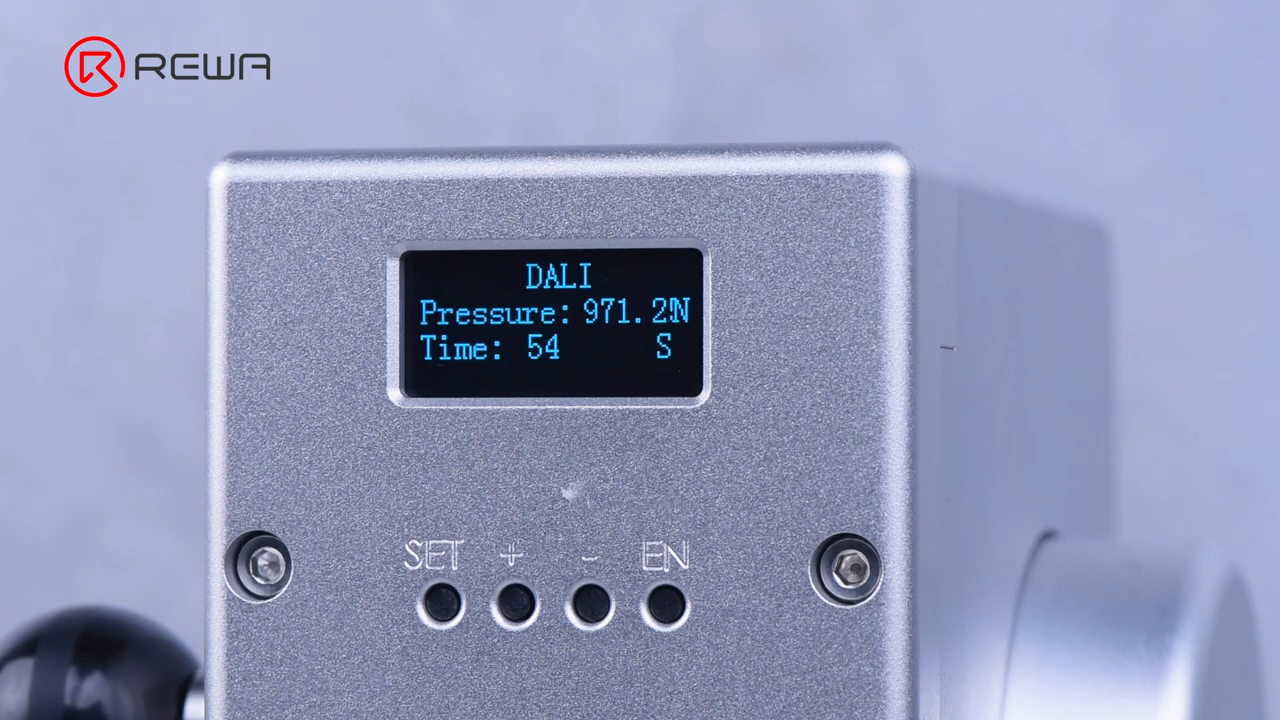 REWA
DALI
Pressure: 971.2N
Time: 54 S
SET + - EN